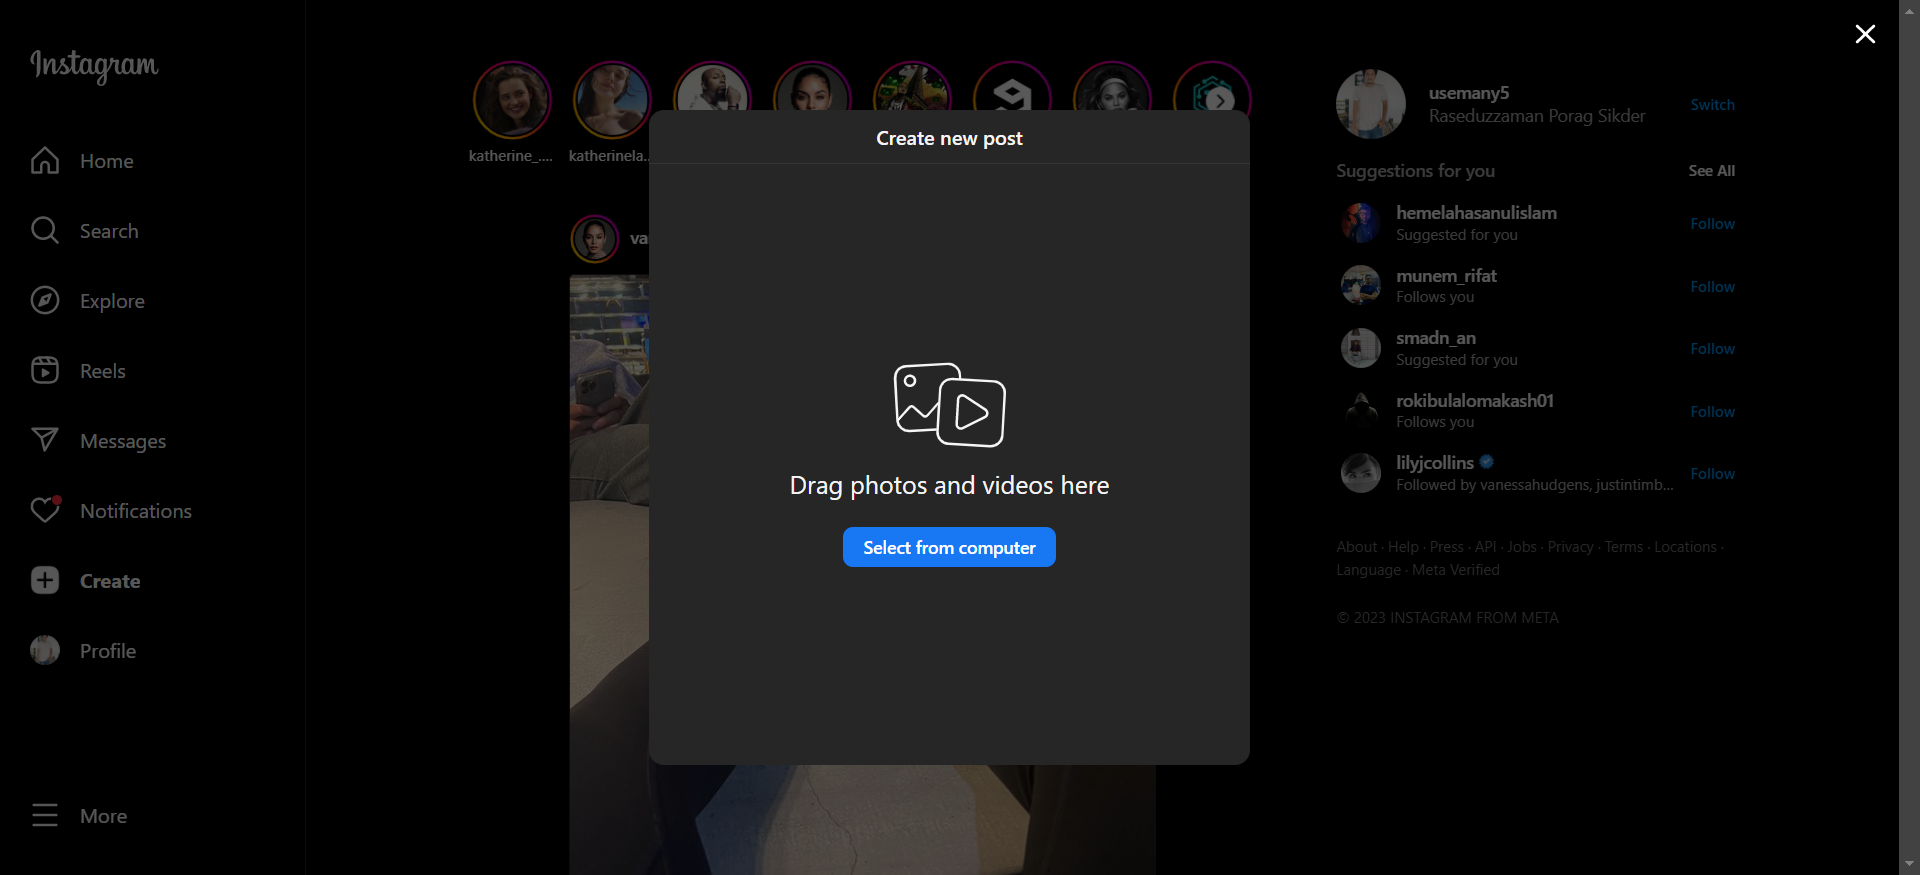 Instagram
Home
Search
Explore
Reels
Messages
Notifications
Create
Profile
More
katherine_....
katherinela...
va
Create new post
Drag photos and videos here
Select from computer
usemany5
Raseduzzaman Porag Sikder
Switch
Suggestions for you
See All
hemelahasanulislam
Suggested for you
Follow
munem_rifat
Follows you
Follow
smadn_an
Suggested for you
Follow
rokibulalomakash01
Follows you
Follow
lilyjcollins
Followed by vanessahudgens, justintimb...
Follow
About · Help · Press · API · Jobs · Privacy · Terms · Locations ·
Language · Meta Verified
© 2023 INSTAGRAM FROM META